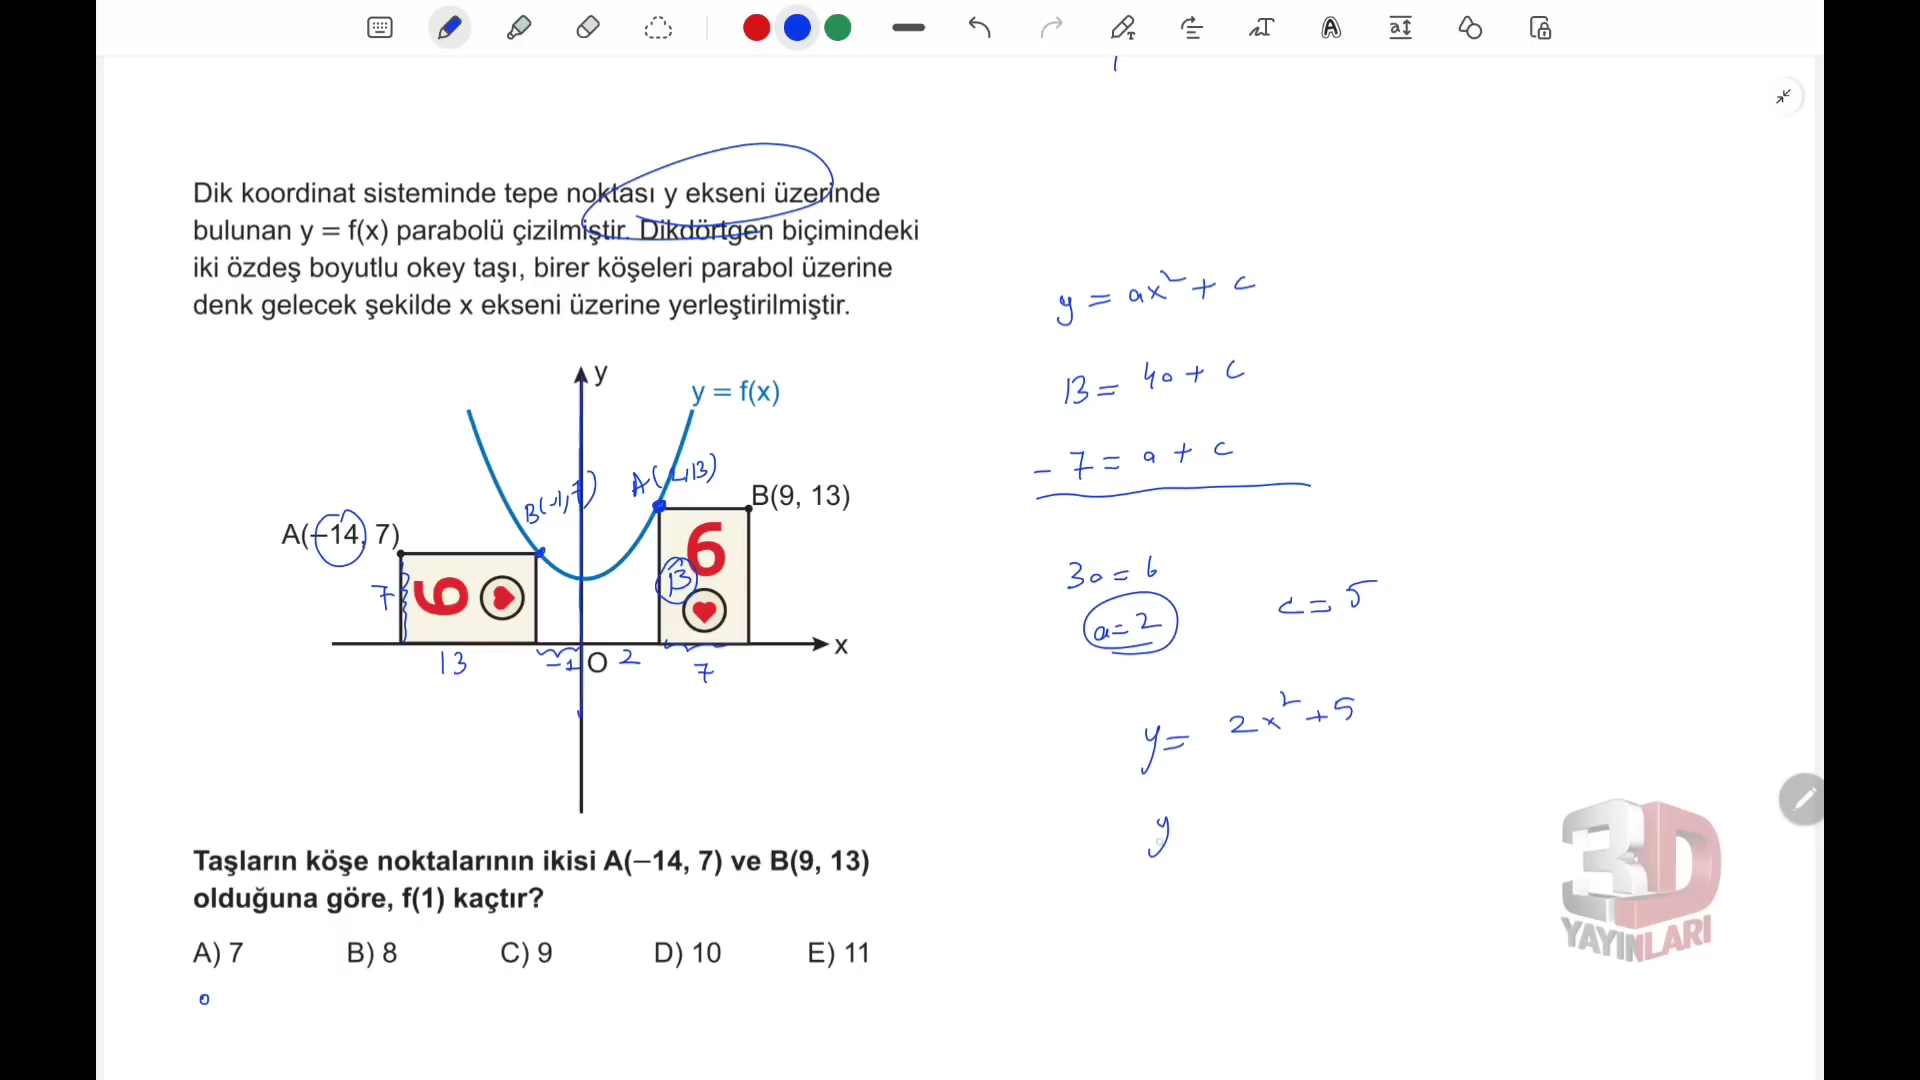 Dik koordinat sisteminde tepe noktası y ekseni üzerinde
bulunan y = f(x) parabolü çizilmiştir. Dikdörtgen biçimindeki
iki özdeş boyutlu okey taşı, birer köşeleri parabol üzerine
denk gelecek şekilde x ekseni üzerine yerleştirilmiştir.
y
y = f(x)
A(2,13)
B(-1,7)
B(9, 13)
A(−14, 7)
6
6
13
7
13
-1
O
2
7
x
y = ax² + c
13 = 4a + c
- 7 = a + c
3a = 6
a = 2
c = 5
y = 2x² + 5
y
Taşların köşe noktalarının ikisi A(−14, 7) ve B(9, 13)
olduğuna göre, f(1) kaçtır?
A) 7 B) 8 C) 9 D) 10 E) 11
3D
YAYINLARI